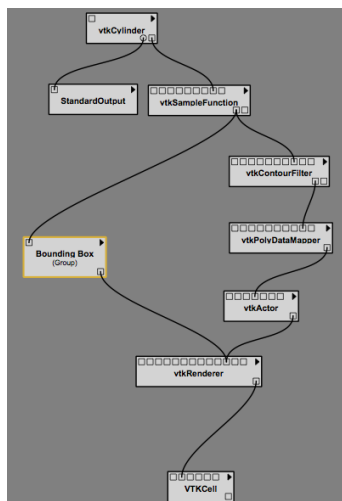 vtkCylinder
StandardOutput
vtkSampleFunction
vtkContourFilter
vtkPolyDataMapper
Bounding Box
(Group)
vtkActor
vtkRenderer
VTKCell